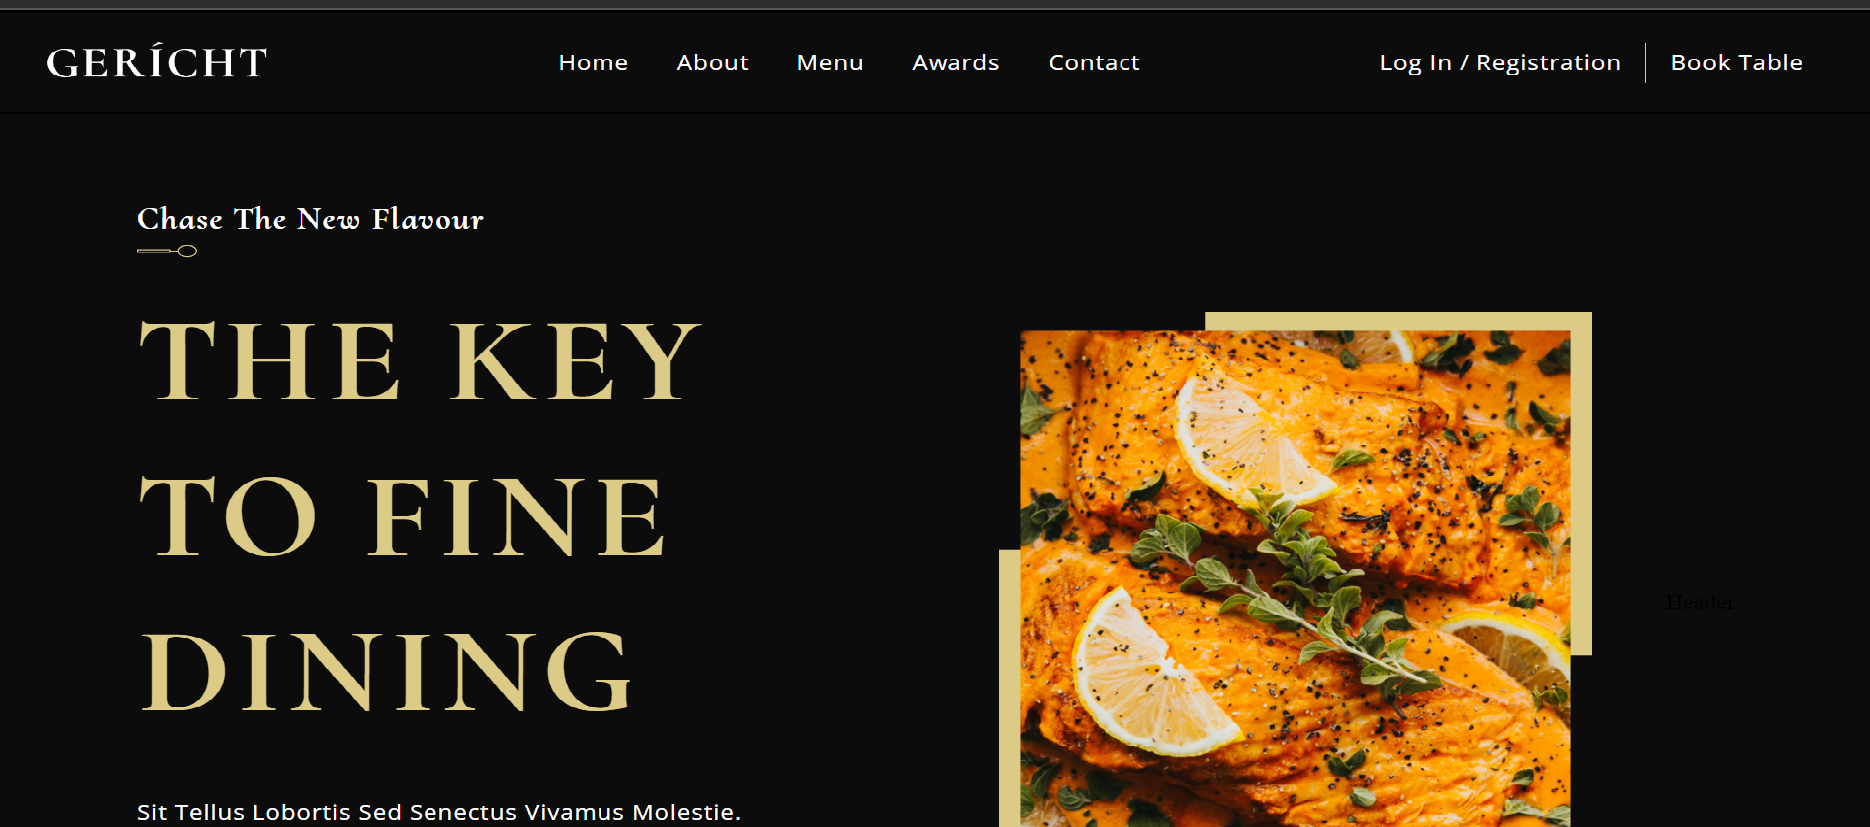 GERÍCHT
Home About Menu Awards Contact
Log In / Registration Book Table
Chase The New Flavour
THE KEY
TO FINE
DINING
Header
Sit Tellus Lobortis Sed Senectus Vivamus Molestie.